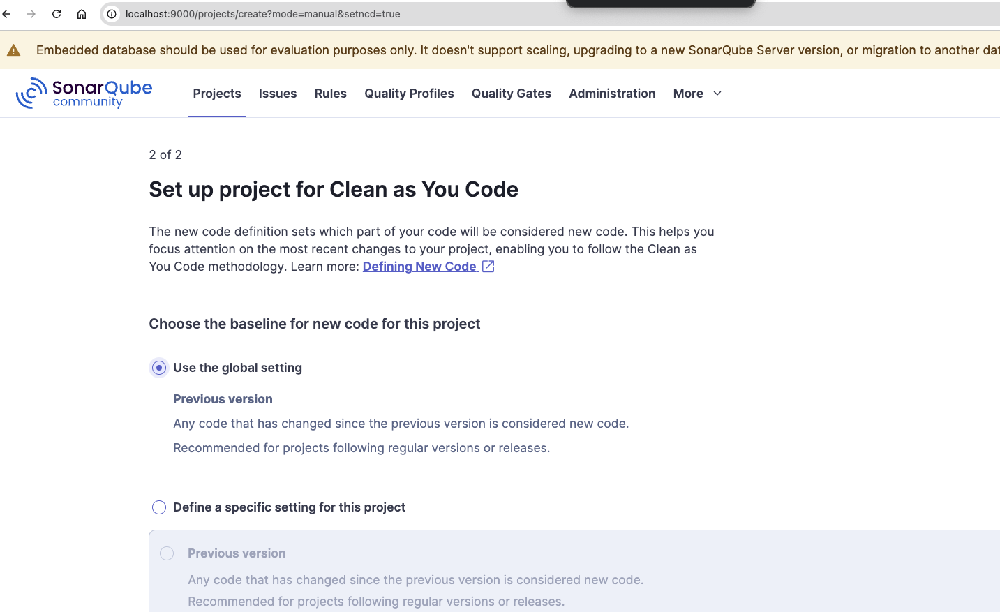 localhost:9000/projects/create?mode=manual&setncd=true
Embedded database should be used for evaluation purposes only. It doesn't support scaling, upgrading to a new SonarQube Server version, or migration to another
SonarQube community
Projects Issues Rules Quality Profiles Quality Gates Administration More
2 of 2
Set up project for Clean as You Code
The new code definition sets which part of your code will be considered new code. This helps you
focus attention on the most recent changes to your project, enabling you to follow the Clean as
You Code methodology. Learn more: Defining New Code
Choose the baseline for new code for this project
Use the global setting
Previous version
Any code that has changed since the previous version is considered new code.
Recommended for projects following regular versions or releases.
Define a specific setting for this project
Previous version
Any code that has changed since the previous version is considered new code.
Recommended for projects following regular versions or releases.